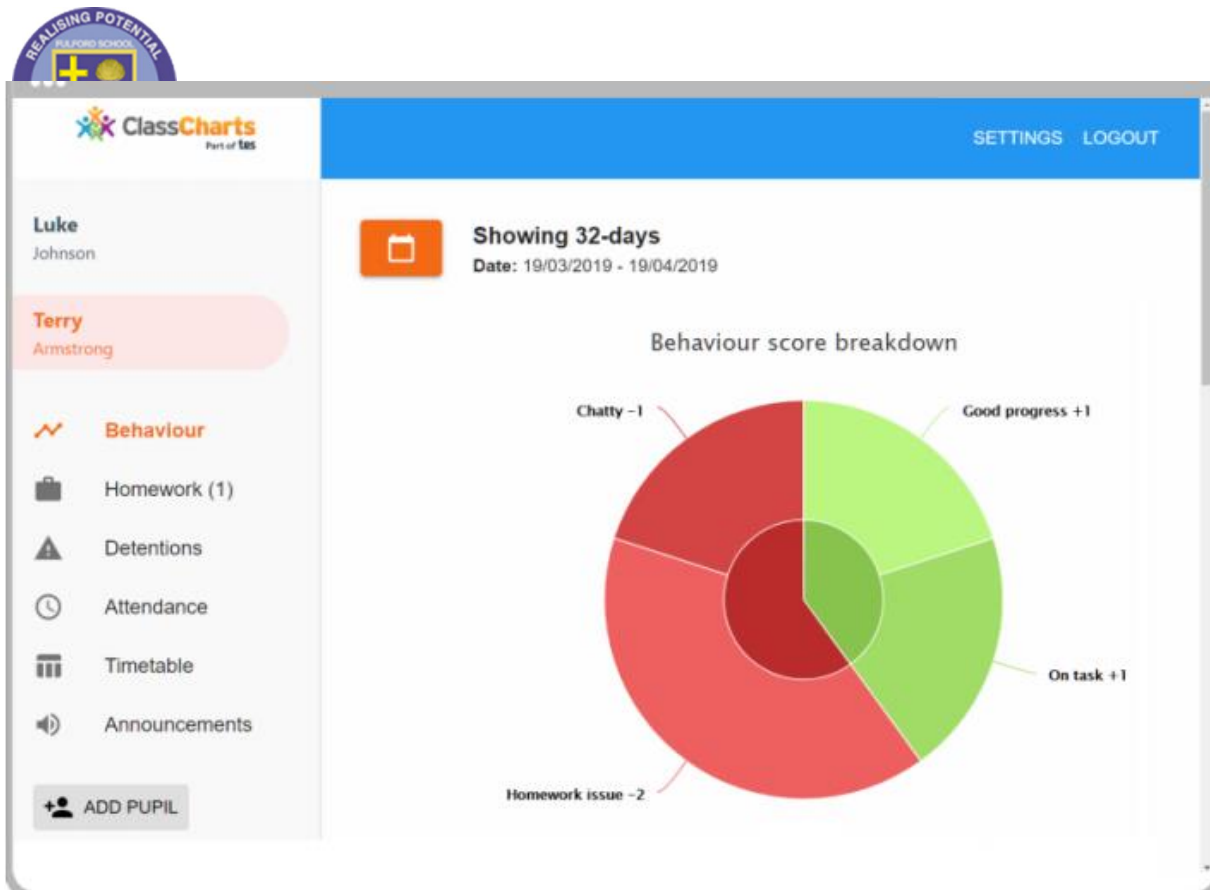 REALISING POTENTIAL
FULFORD SCHOOL
ClassCharts
Part of tes
SETTINGS LOGOUT
Luke
Johnson
Terry
Armstrong
Behaviour
Homework (1)
Detentions
Attendance
Timetable
Announcements
ADD PUPIL
Showing 32-days
Date: 19/03/2019 - 19/04/2019
Behaviour score breakdown
Chatty -1
Good progress +1
On task +1
Homework issue -2